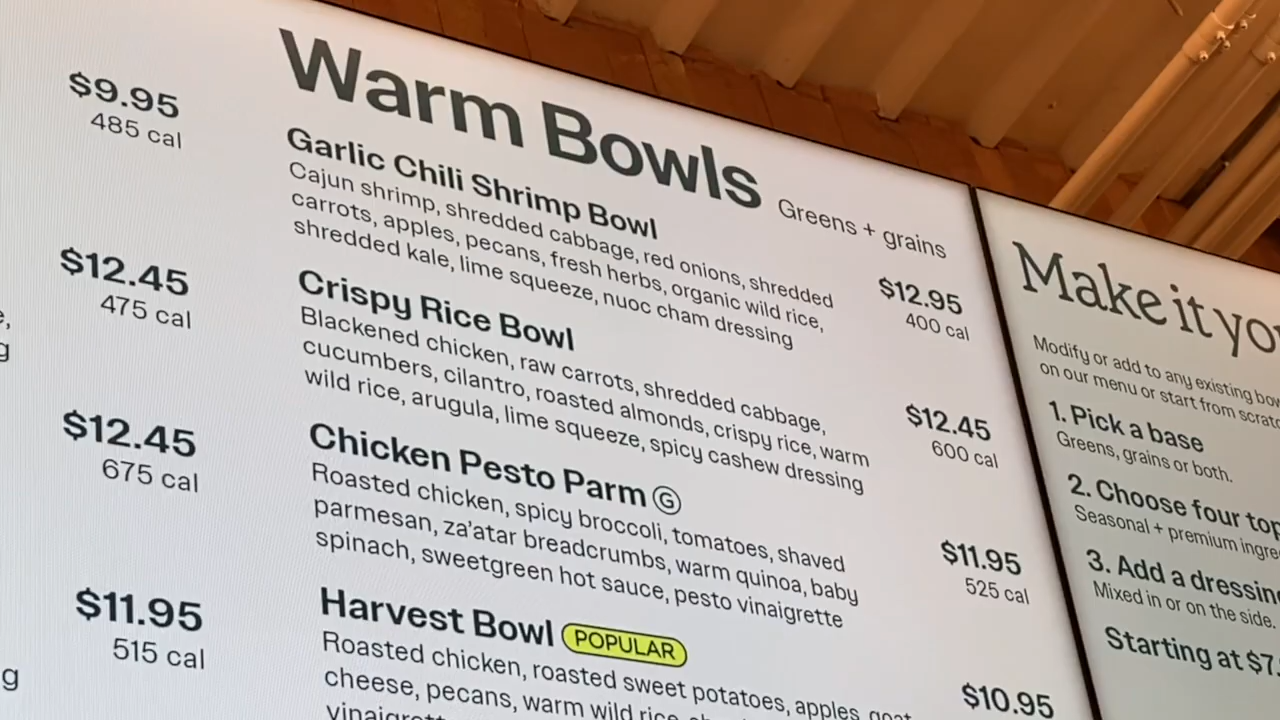 $9.95
485 cal
$12.45
475 cal
$12.45
675 cal
$11.95
515 cal
Warm Bowls Greens + grains
Garlic Chili Shrimp Bowl
Cajun shrimp, shredded cabbage, red onions, shredded
carrots, apples, pecans, fresh herbs, organic wild rice,
shredded kale, lime squeeze, nuoc cham dressing
$12.95
400 cal
Crispy Rice Bowl
Blackened chicken, raw carrots, shredded cabbage,
cucumbers, cilantro, roasted almonds, crispy rice, warm
wild rice, arugula, lime squeeze, spicy cashew dressing
$12.45
600 cal
Chicken Pesto Parm G
Roasted chicken, spicy broccoli, tomatoes, shaved
parmesan, za'atar breadcrumbs, warm quinoa, baby
spinach, sweetgreen hot sauce, pesto vinaigrette
$11.95
525 cal
Harvest Bowl POPULAR
Roasted chicken, roasted sweet potatoes, apples, goat
cheese, pecans, warm wild rice,
$10.95
Make it
Modify or add to any existing
on our menu or start from
1. Pick a base
Greens, grains or both.
2. Choose four
Seasonal + premium
3. Add a
Mixed in or on the side.
Starting at